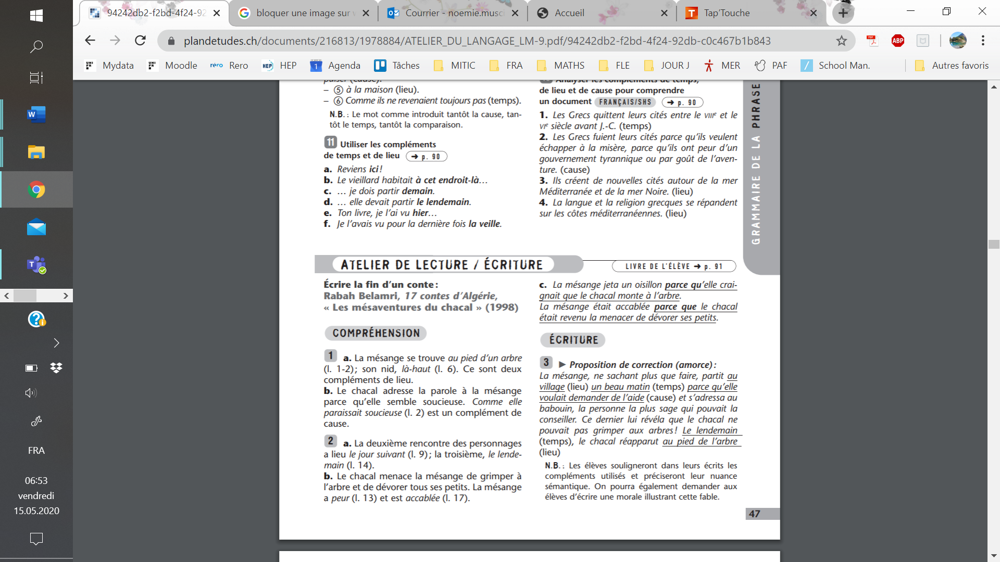 94242db2-f2bd-4f24-92
bloquer une image sur
Courrier - noemie.musc
Accueil
Tap'Touche
plandetudes.ch/documents/216813/1978884/ATELIER_DU_LANGAGE_LM-9.pdf/94242db2-f2bd-4f24-92db-c0c467b1b843
Mydata
Moodle
Rero
HEP
Agenda
Tâches
MITIC
FRA
MATHS
FLE
JOUR J
MER
PAF
School Man.
Autres favoris
puiser (cause).
– ⑤ à la maison (lieu).
– ⑥ Comme ils ne revenaient toujours pas (temps).
N.B. : Le mot comme introduit tantôt la cause, tan-
tôt le temps, tantôt la comparaison.
11 Utiliser les compléments
de temps et de lieu ➜ p. 90
a. Reviens ici !
b. Le vieillard habitait à cet endroit-là…
c. … je dois partir demain.
d. … elle devait partir le lendemain.
e. Ton livre, je l'ai vu hier…
f. Je l'avais vu pour la dernière fois la veille.
Analyser les compléments de temps,
de lieu et de cause pour comprendre
un document FRANÇAIS/SHS ➜ p. 90
1. Les Grecs quittent leurs cités entre le VIIIe et le
VIe siècle avant J.-C. (temps)
2. Les Grecs fuient leurs cités parce qu'ils veulent
échapper à la misère, parce qu'ils ont peur d'un
gouvernement tyrannique ou par goût de l'aven-
ture. (cause)
3. Ils créent de nouvelles cités autour de la mer
Méditerranée et de la mer Noire. (lieu)
4. La langue et la religion grecques se répandent
sur les côtes méditerranéennes. (lieu)
GRAMMAIRE DE LA PHRASE
ATELIER DE LECTURE / ÉCRITURE
LIVRE DE L'ÉLÈVE ➜ p. 91
Écrire la fin d'un conte :
Rabah Belamri, 17 contes d'Algérie,
« Les mésaventures du chacal » (1998)
COMPRÉHENSION
1 a. La mésange se trouve au pied d'un arbre
(l. 1-2) ; son nid, là-haut (l. 6). Ce sont deux
compléments de lieu.
b. Le chacal adresse la parole à la mésange
parce qu'elle semble soucieuse. Comme elle
paraissait soucieuse (l. 2) est un complément de
cause.
2 a. La deuxième rencontre des personnages
a lieu le jour suivant (l. 9) ; la troisième, le lende-
main (l. 14).
b. Le chacal menace la mésange de grimper à
l'arbre et de dévorer tous ses petits. La mésange
a peur (l. 13) et est accablée (l. 17).
c. La mésange jeta un oisillon parce qu'elle crai-
gnait que le chacal monte à l'arbre.
La mésange était accablée parce que le chacal
était revenu la menacer de dévorer ses petits.
ÉCRITURE
3 ► Proposition de correction (amorce) :
La mésange, ne sachant plus que faire, partit au
village (lieu) un beau matin (temps) parce qu'elle
voulait demander de l'aide (cause) et s'adressa au
babouin, la personne la plus sage qui pouvait la
conseiller. Ce dernier lui révéla que le chacal ne
pouvait pas grimper aux arbres ! Le lendemain
(temps), le chacal réapparut au pied de l'arbre
(lieu)
N.B. : Les élèves souligneront dans leurs écrits les
compléments utilisés et préciseront leur nuance
sémantique. On pourra également demander aux
élèves d'écrire une morale illustrant cette fable.
47
FRA
06:53
vendredi
15.05.2020